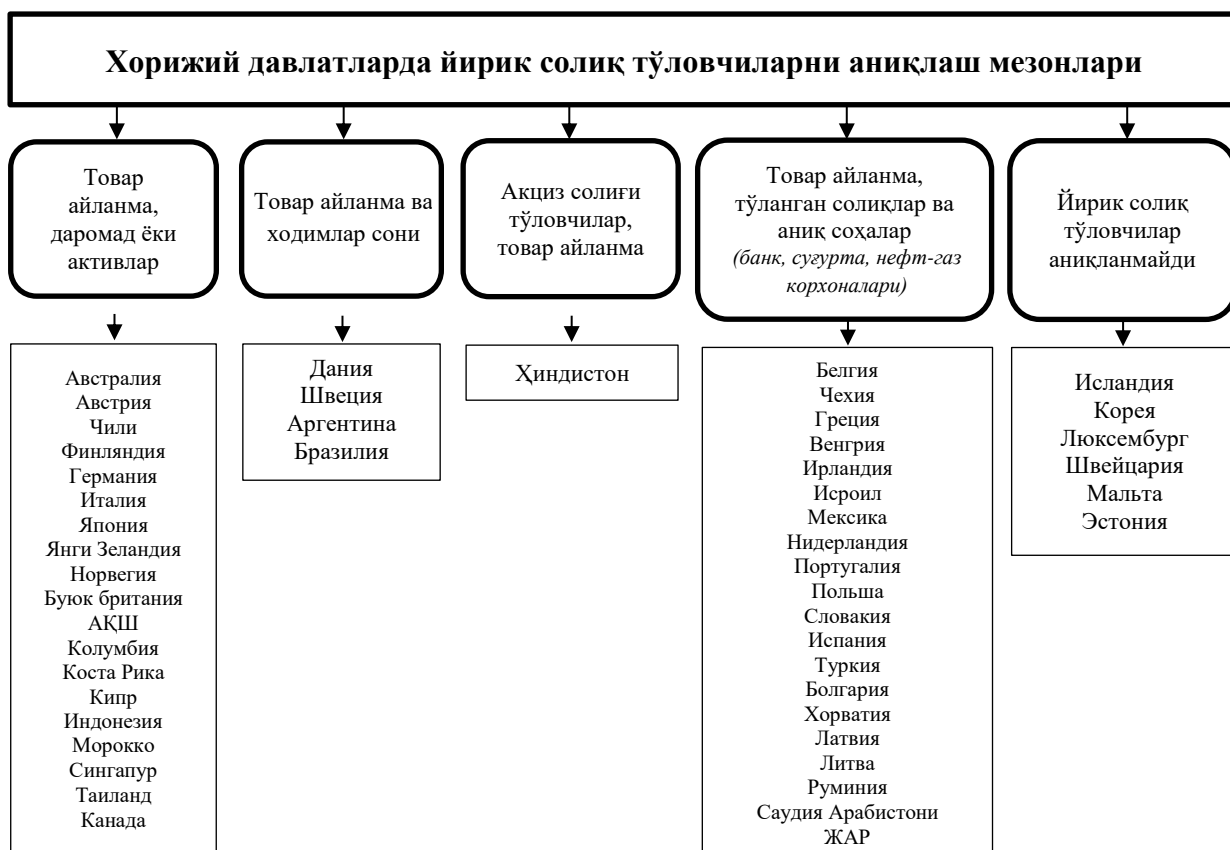 Хорижий давлатларда йирик солиқ тўловчиларни аниқлаш мезонлари
Товар
айланма,
даромад ёки
активлар
Товар айланма ва
ходимлар сони
Акциз солиғи
тўловчилар,
товар айланма
Товар айланма,
тўланган солиқлар ва
аниқ соҳалар
(банк, суғурта, нефт-газ
корхоналари)
Йирик солиқ
тўловчилар
аниқланмайди
Австралия
Австрия
Чили
Финляндия
Германия
Италия
Япония
Янги Зеландия
Норвегия
Буюк британия
АҚШ
Колумбия
Коста Рика
Кипр
Индонезия
Морокко
Сингапур
Таиланд
Канада
Дания
Швеция
Аргентина
Бразилия
Ҳиндистон
Белгия
Чехия
Греция
Венгрия
Ирландия
Исроил
Мексика
Нидерландия
Португалия
Польша
Словакия
Испания
Туркия
Болгария
Хорватия
Латвия
Литва
Руминия
Саудия Арабистони
ЖАР
Исландия
Корея
Люксембург
Швейцария
Мальта
Эстония